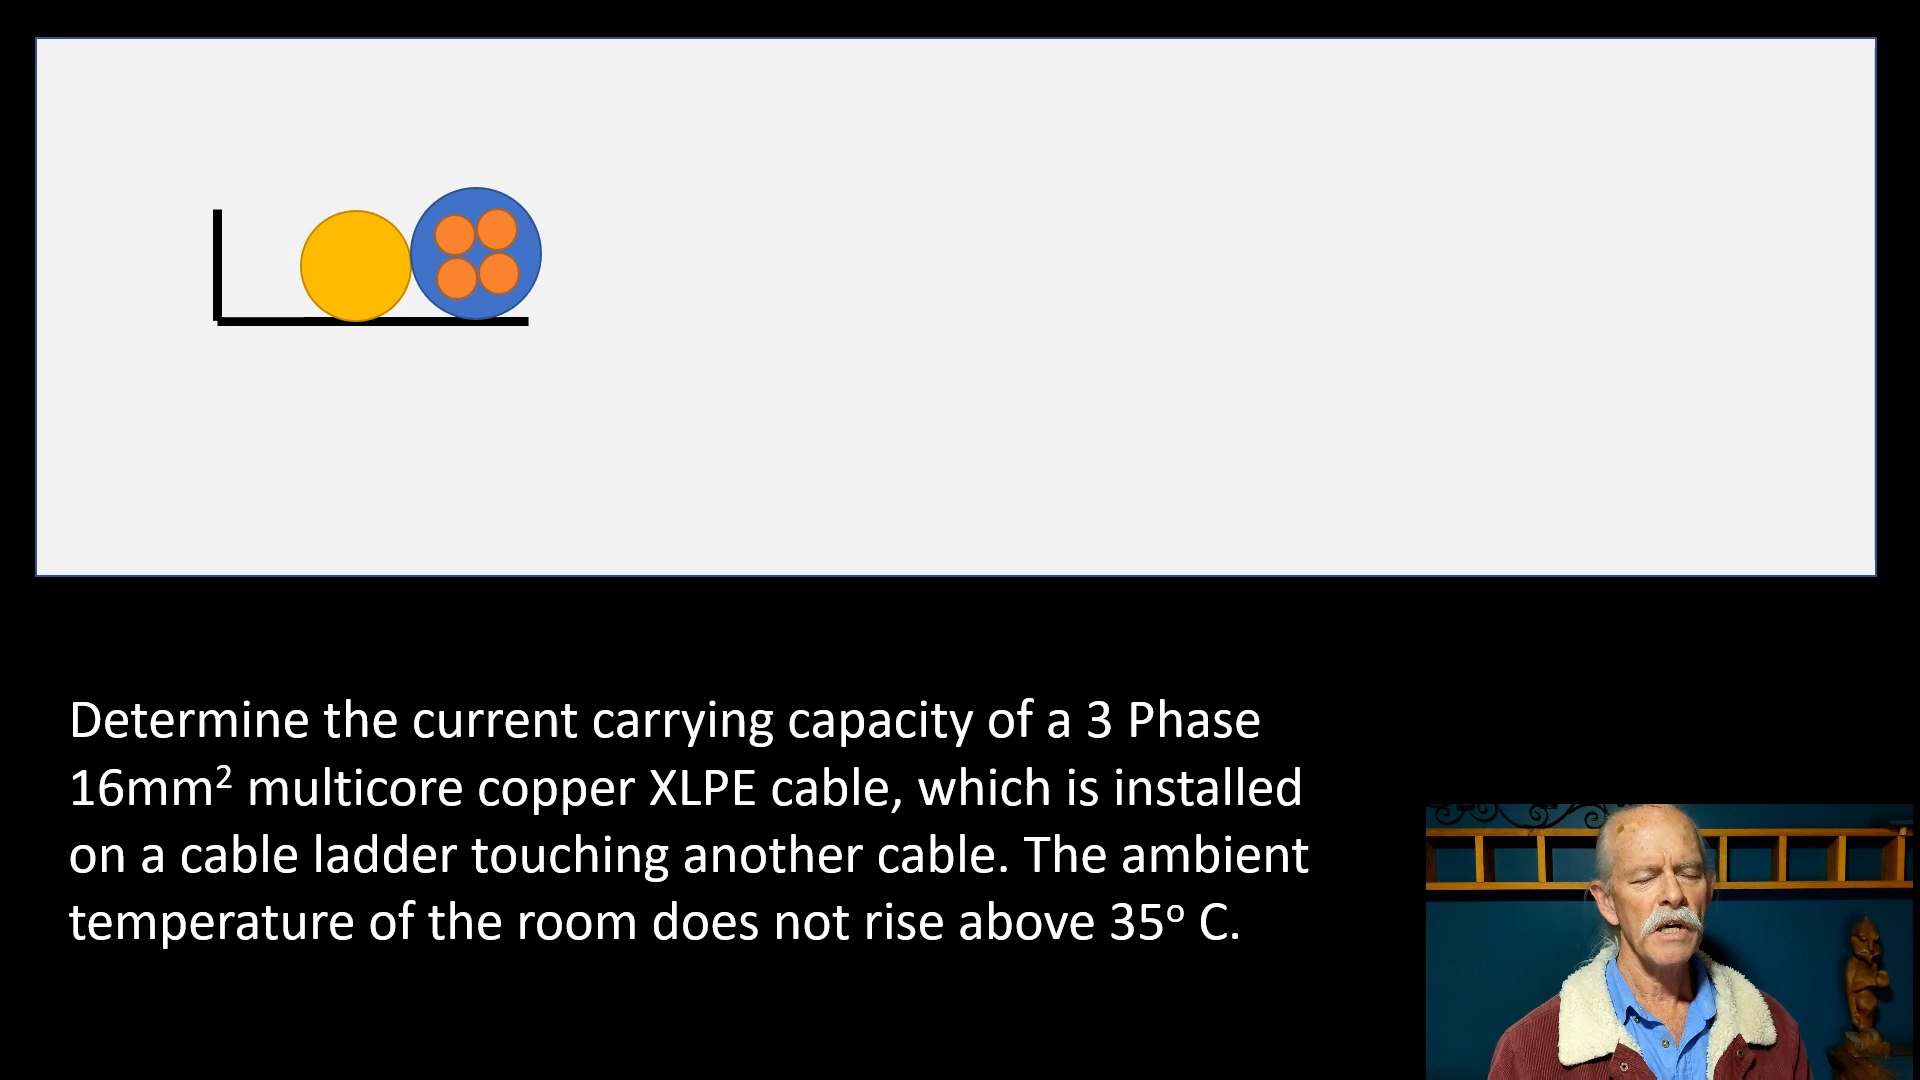 Determine the current carrying capacity of a 3 Phase
16mm² multicore copper XLPE cable, which is installed
on a cable ladder touching another cable. The ambient
temperature of the room does not rise above 35º C.